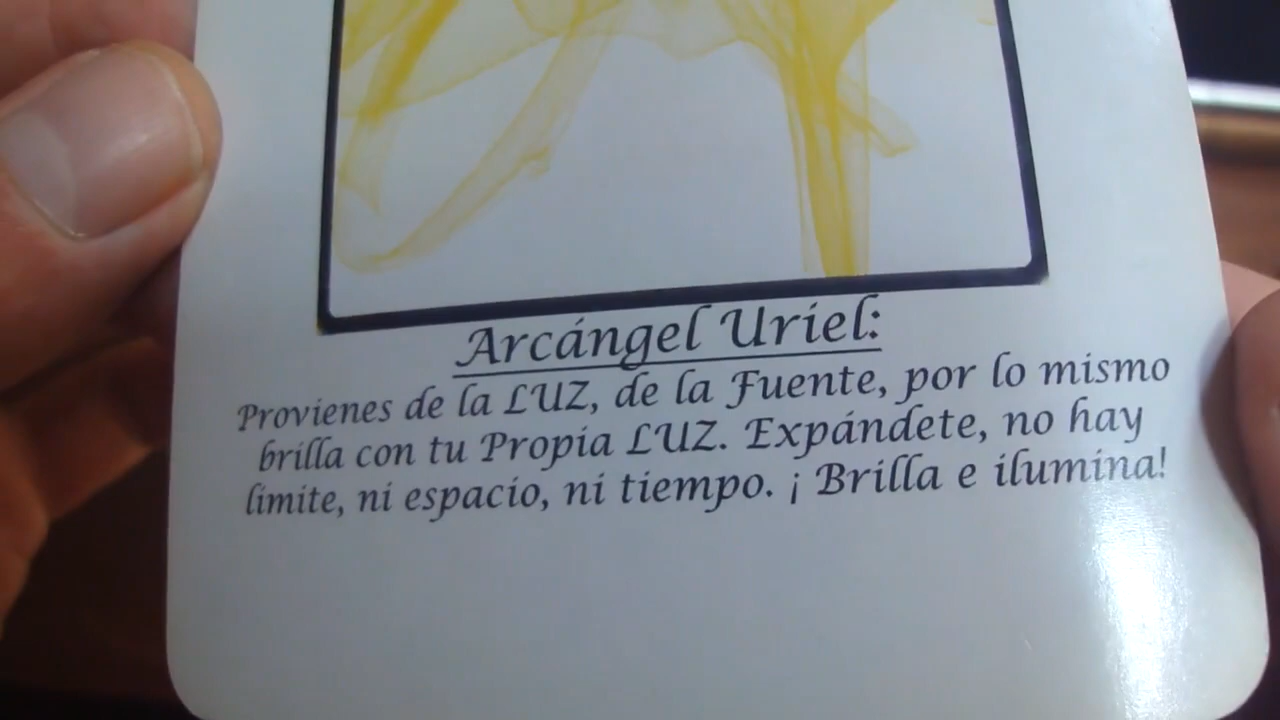 Arcángel Uriel:
Provienes de la LUZ, de la Fuente, por lo mismo
brilla con tu Propia LUZ. Expándete, no hay
límite, ni espacio, ni tiempo. ¡ Brilla e ilumina!